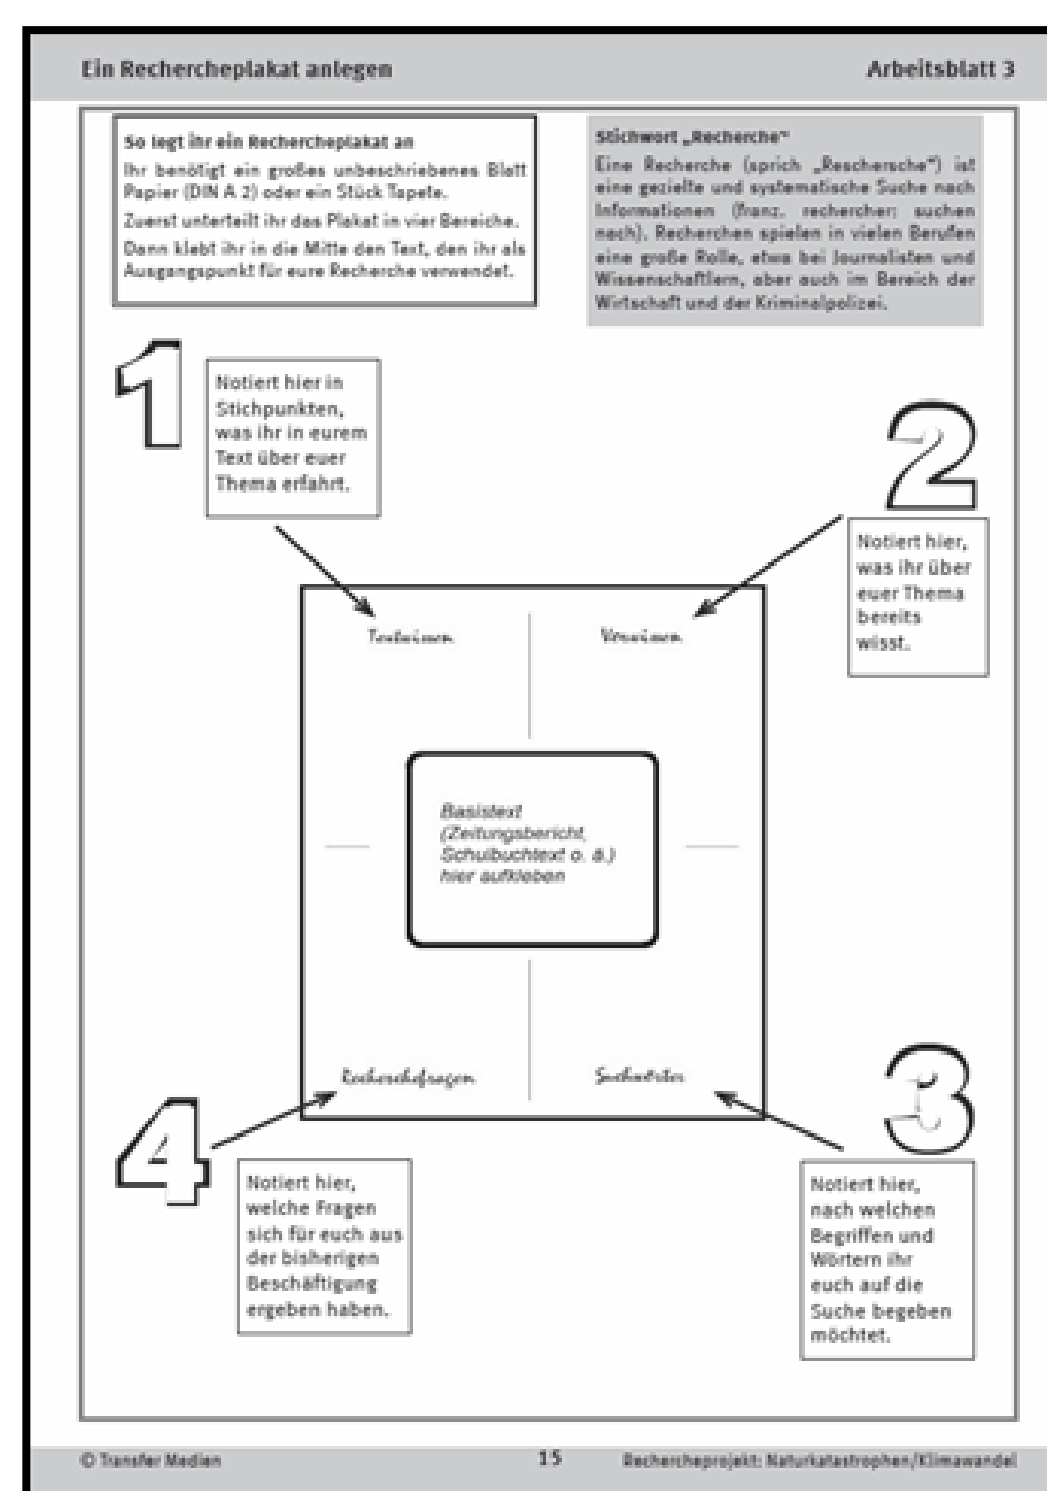 Ein Rechercheplakat anlegen
Arbeitsblatt 3
So legt ihr ein Rechercheplakat an
Ihr benötigt ein großes unbeschriebenes Blatt
Papier (DIN A 2) oder ein Stück Tapete.
Zuerst unterteilt ihr das Plakat in vier Bereiche.
Dann klebt ihr in die Mitte den Text, den ihr als
Ausgangspunkt für eure Recherche verwendet.
Stichwort „Recherche“
Eine Recherche (sprich „Reschersche“) ist
eine gezielte und systematische Suche nach
Informationen (franz. rechercher: suchen
nach). Recherchen spielen in vielen Berufen
eine große Rolle, etwa bei Journalisten und
Wissenschaftlern, aber auch im Bereich der
Wirtschaft und der Kriminalpolizei.
1
Notiert hier in
Stichpunkten,
was ihr in eurem
Text über euer
Thema erfahrt.
2
Notiert hier,
was ihr über
euer Thema
bereits
wisst.
Textwissen
Vorwissen
Basistext
(Zeitungsbericht,
Schulbuchtext o. ä.)
hier aufkleben
Recherchefragen
Suchwörter
3
Notiert hier,
nach welchen
Begriffen und
Wörtern ihr
euch auf die
Suche begeben
möchtet.
4
Notiert hier,
welche Fragen
sich für euch aus
der bisherigen
Beschäftigung
ergeben haben.
© Transfer Medien
15
Rechercheprojekt: Naturkatastrophen/Klimawandel